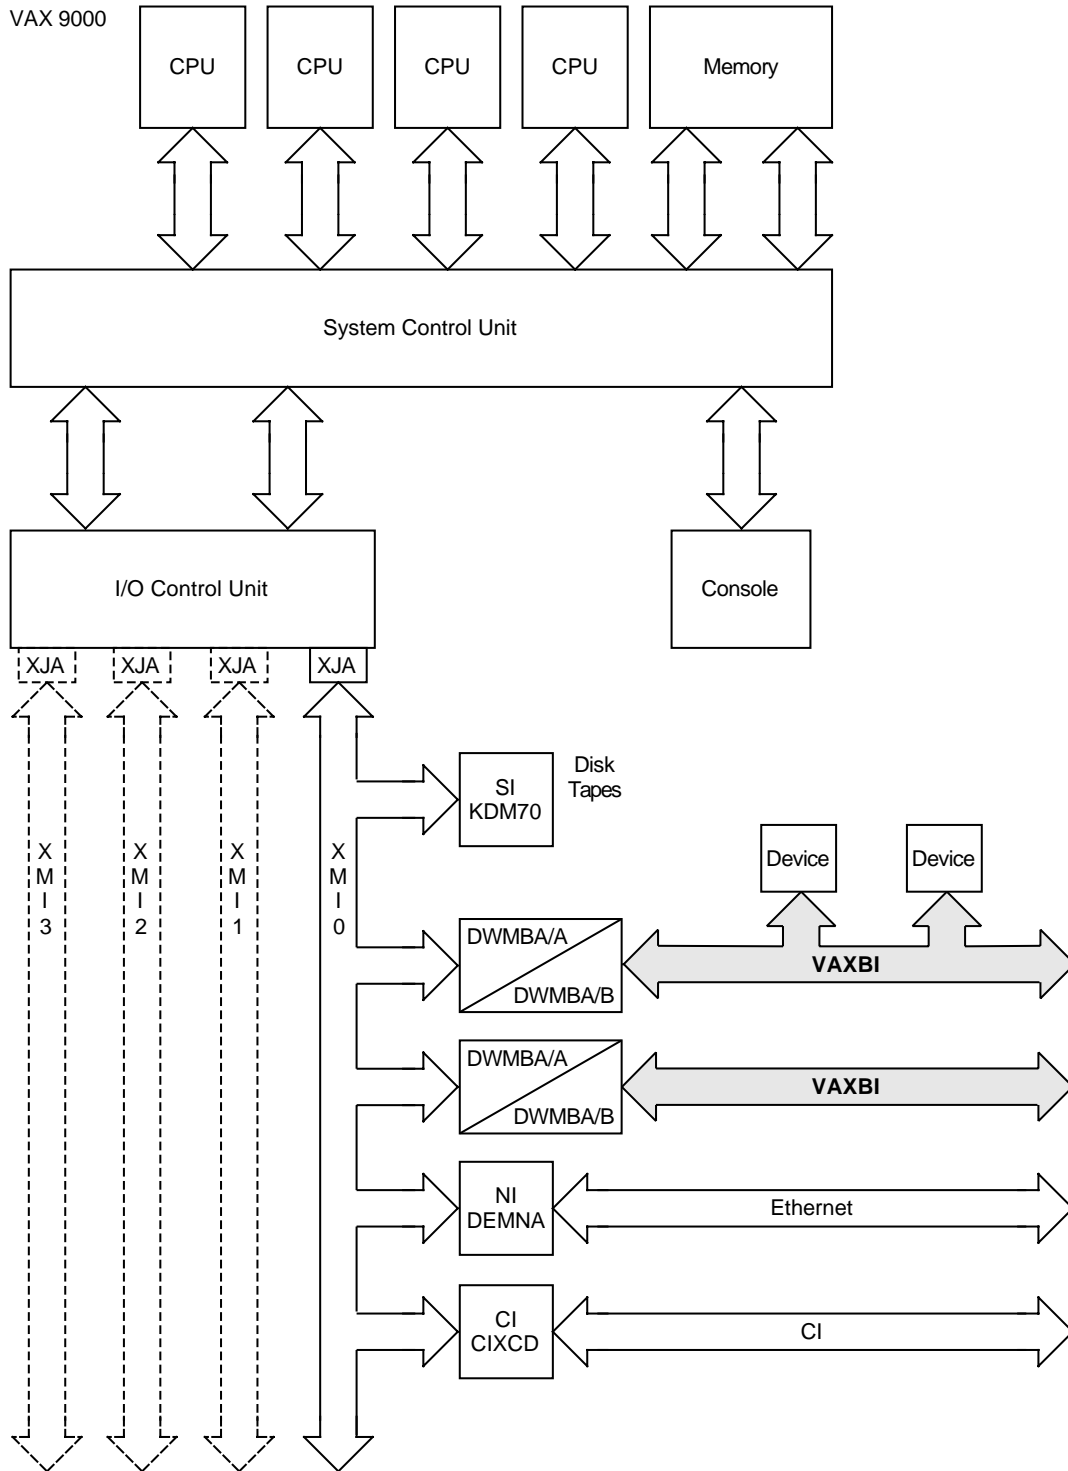 VAX 9000
CPU
CPU
CPU
CPU
Memory
System Control Unit
I/O Control Unit
Console
XJA
XJA
XJA
XJA
SI
KDM70
Disk
Tapes
X
M
I
3
X
M
I
2
X
M
I
1
X
M
I
0
Device
Device
DWMBA/A
DWMBA/B
VAXBI
DWMBA/A
DWMBA/B
VAXBI
NI
DEMNA
Ethernet
CI
CIXCD
CI